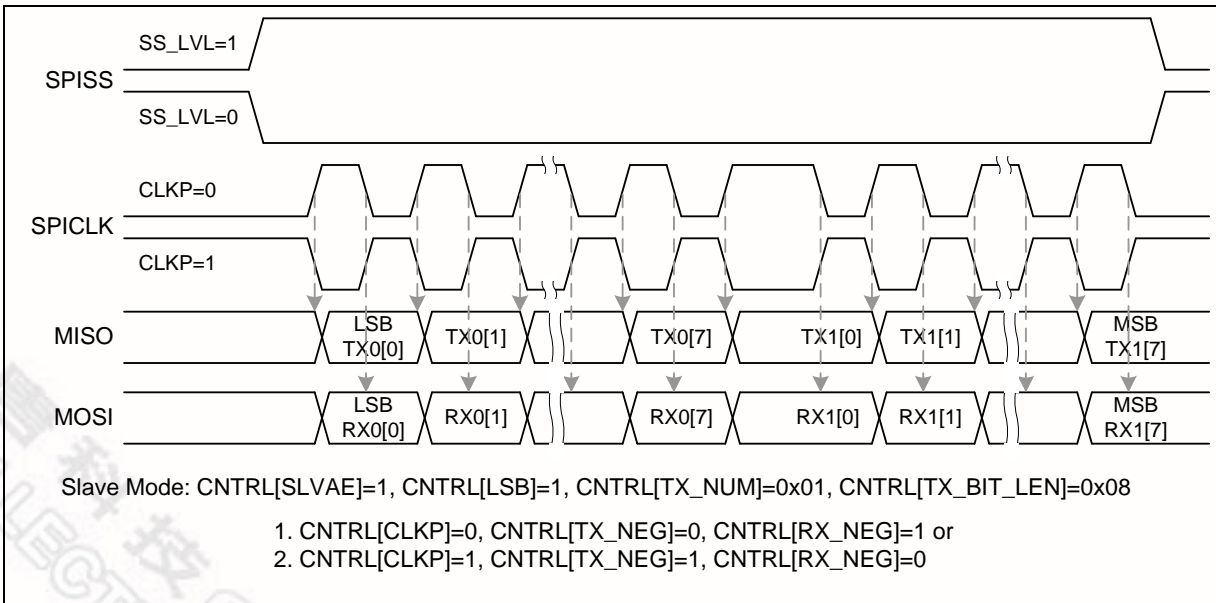 SS_LVL=1
SPISS
SS_LVL=0
CLKP=0
SPICLK
CLKP=1
MISO
LSB
TX0[0]
TX0[1]
TX0[7]
TX1[0]
TX1[1]
MSB
TX1[7]
MOSI
LSB
RX0[0]
RX0[1]
RX0[7]
RX1[0]
RX1[1]
MSB
RX1[7]
Slave Mode: CNTRL[SLVAE]=1, CNTRL[LSB]=1, CNTRL[TX_NUM]=0x01, CNTRL[TX_BIT_LEN]=0x08
1. CNTRL[CLKP]=0, CNTRL[TX_NEG]=0, CNTRL[RX_NEG]=1 or
2. CNTRL[CLKP]=1, CNTRL[TX_NEG]=1, CNTRL[RX_NEG]=0